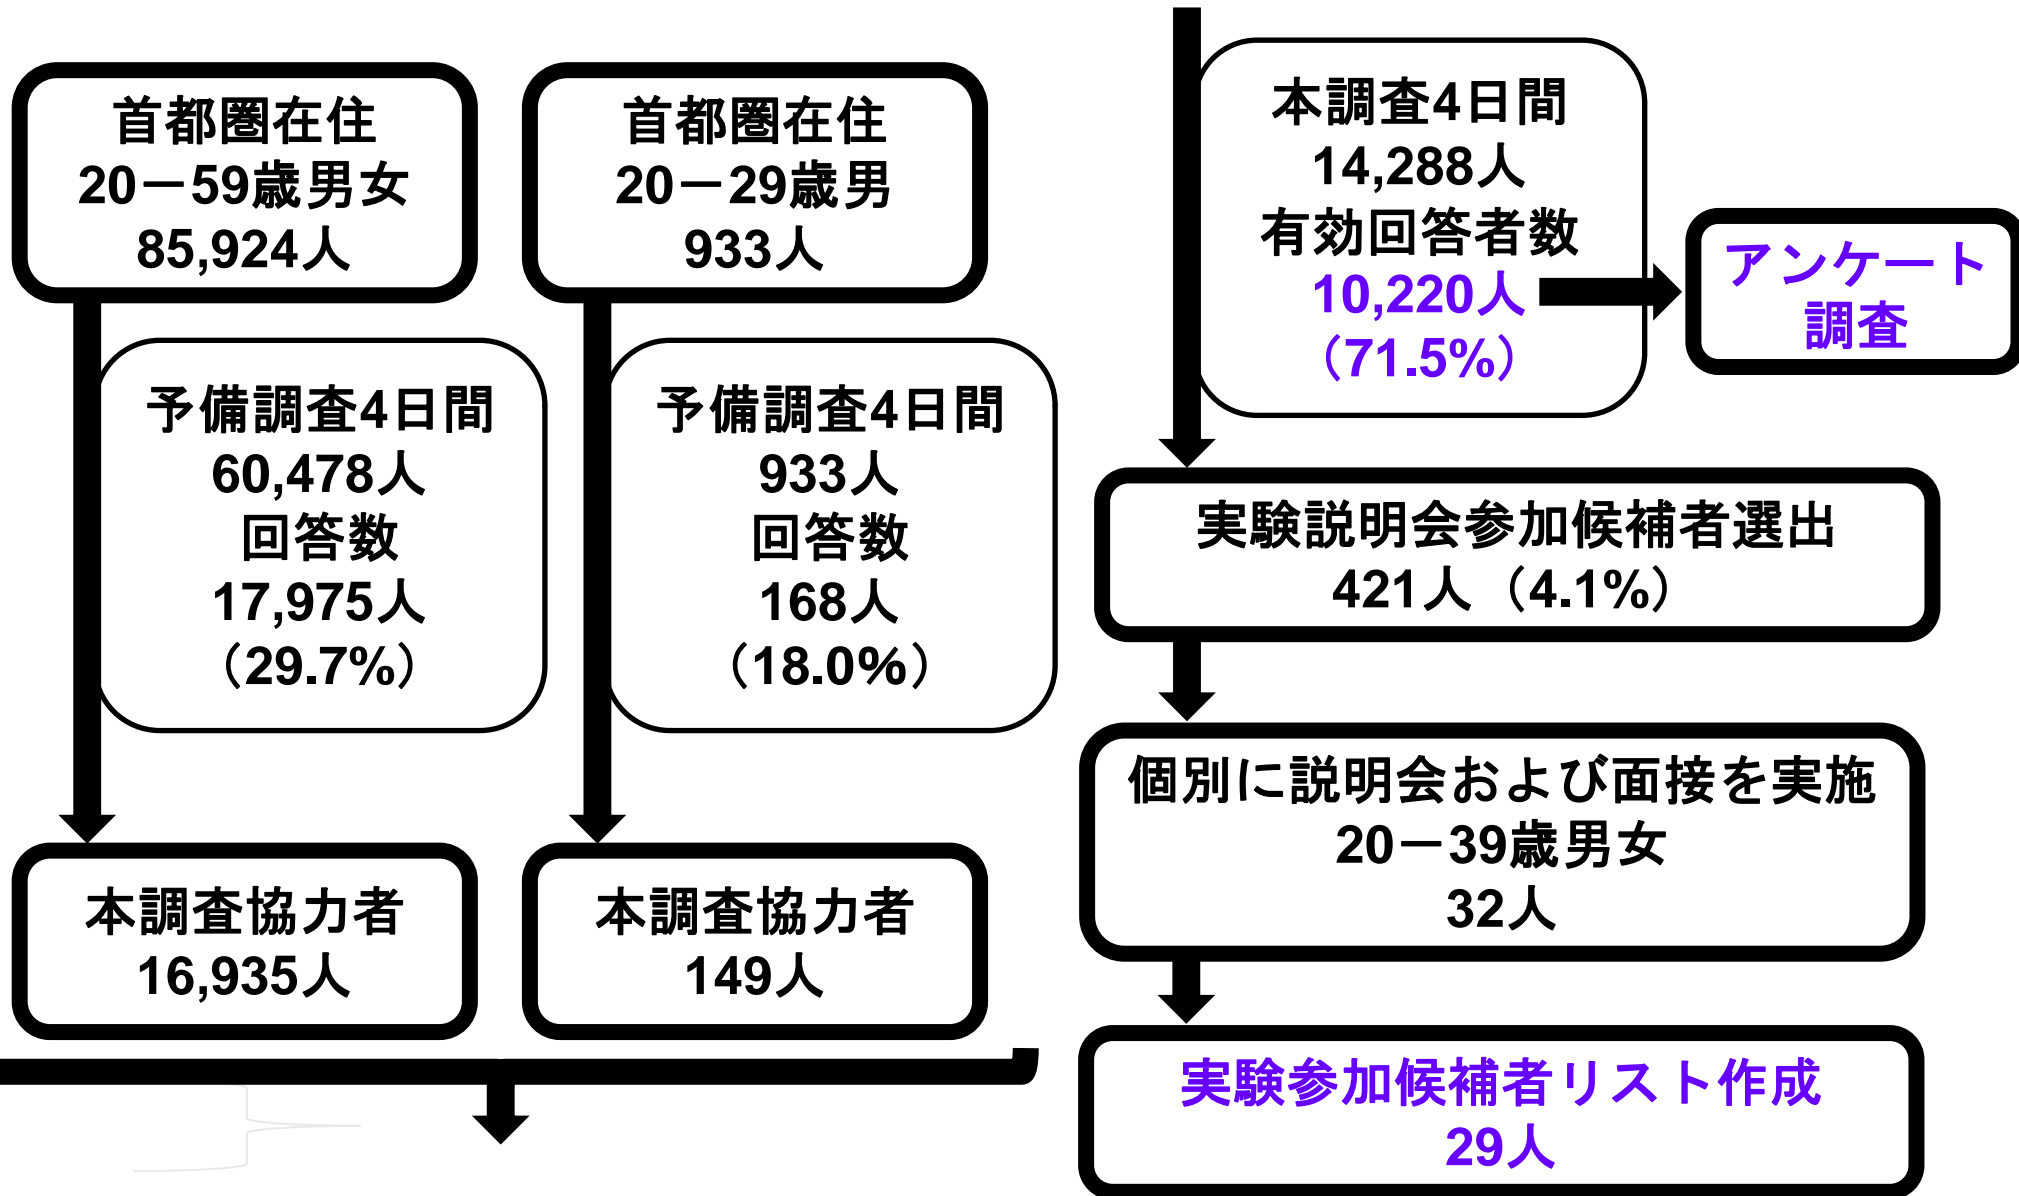 首都圏在住
20－59歳男女
85,924人
予備調査4日間
60,478人
回答数
17,975人
（29.7%）
本調査協力者
16,935人
首都圏在住
20－29歳男
933人
予備調査4日間
933人
回答数
168人
（18.0%）
本調査協力者
149人
本調査4日間
14,288人
有効回答者数
10,220人
（71.5%）
アンケート
調査
実験説明会参加候補者選出
421人（4.1%）
個別に説明会および面接を実施
20－39歳男女
32人
実験参加候補者リスト作成
29人